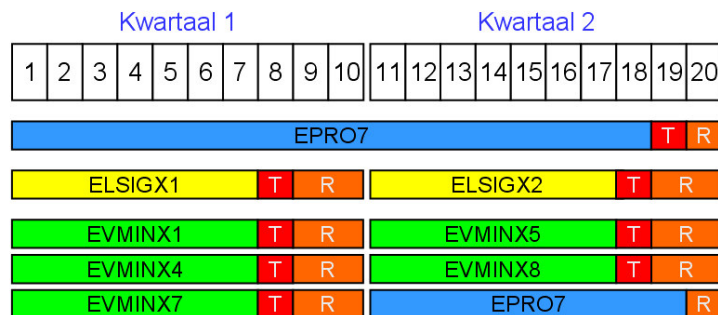 Kwartaal 1 Kwartaal 2
1 2 3 4 5 6 7 8 9 10 11 12 13 14 15 16 17 18 19 20
EPRO7 T R
ELSIGX1 T R ELSIGX2 T R
EVMINX1 T R EVMINX5 T R
EVMINX4 T R EVMINX8 T R
EVMINX7 T R EPRO7 R